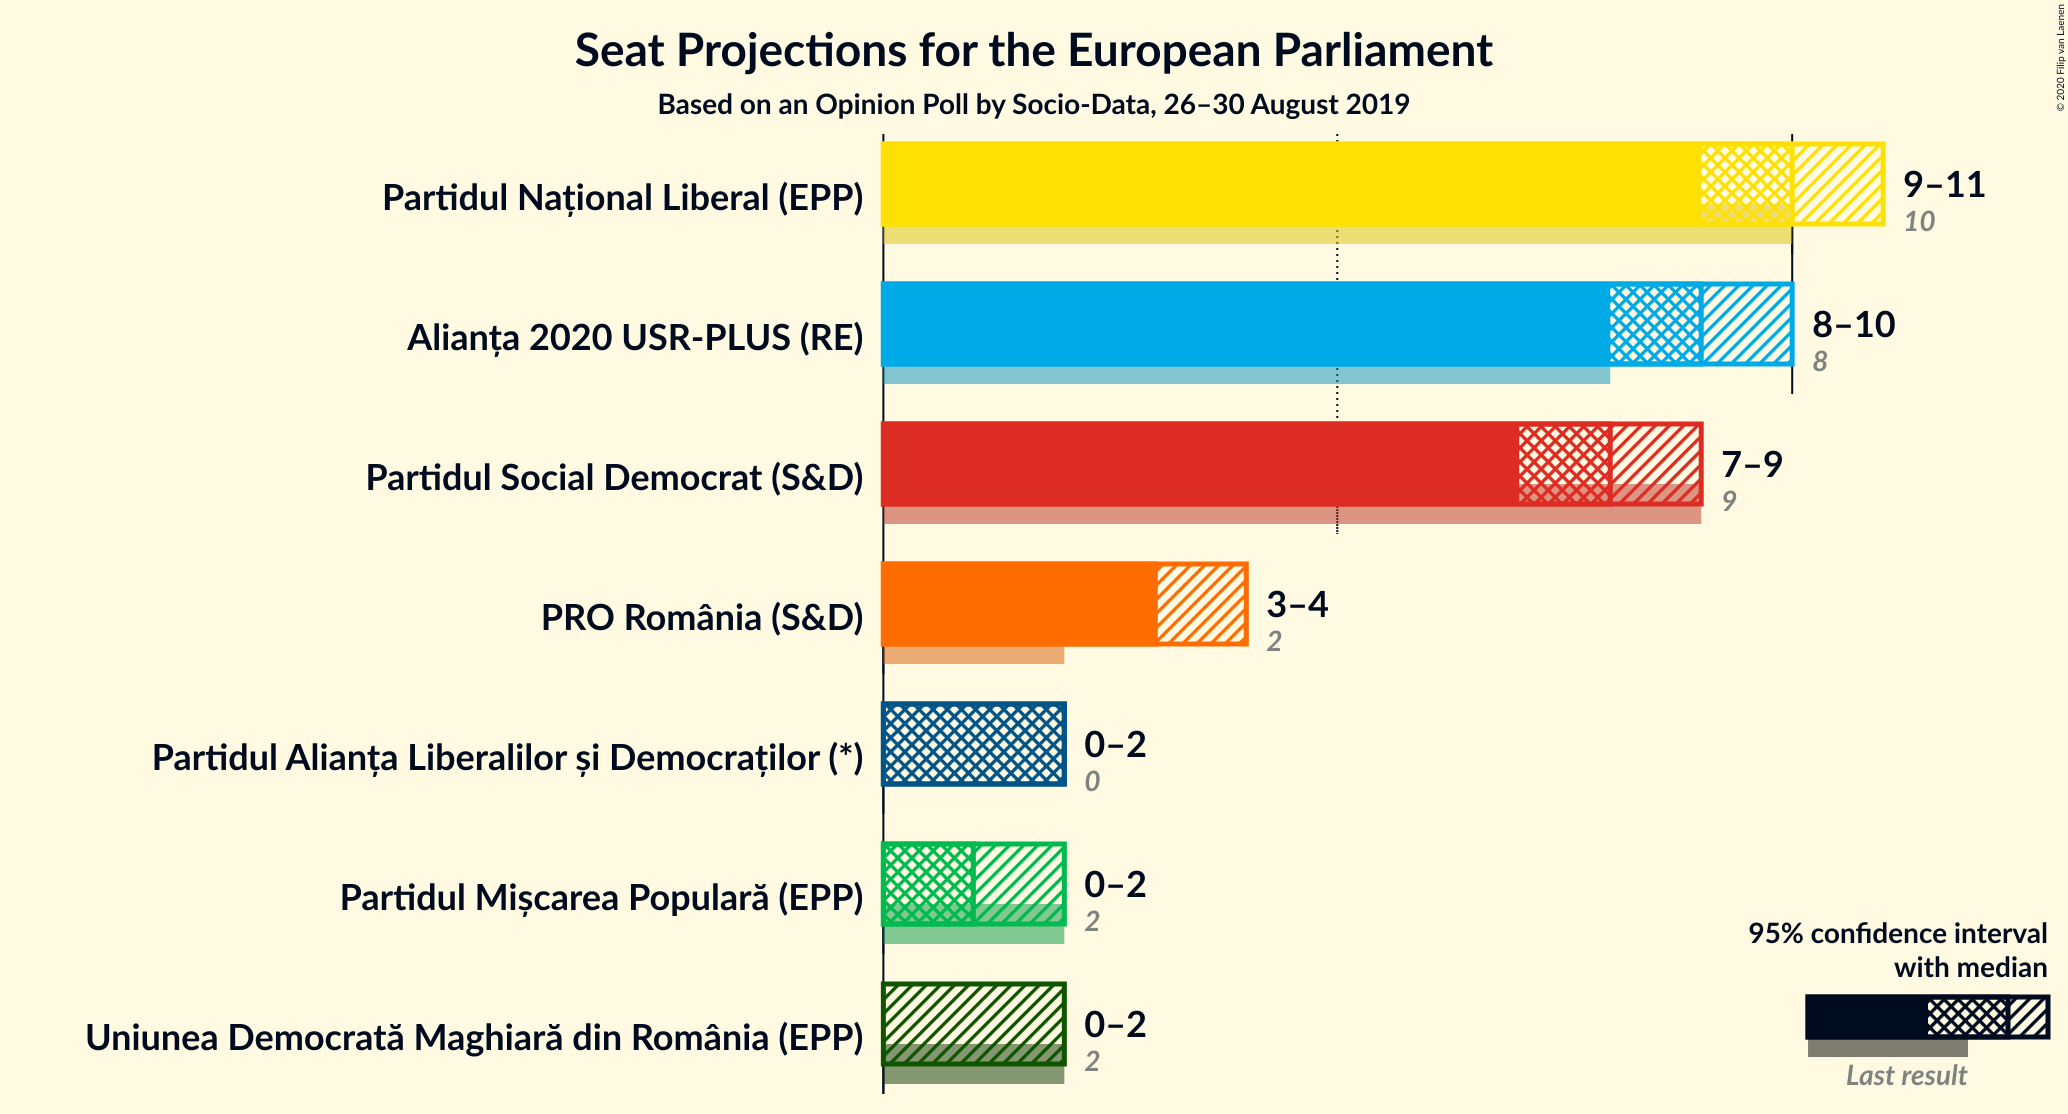 Seat Projections for the European Parliament
Based on an Opinion Poll by Socio-Data, 26–30 August 2019
© 2020 Filip van Laenen
Partidul Național Liberal (EPP)
9–11
10
Alianța 2020 USR-PLUS (RE)
8–10
8
Partidul Social Democrat (S&D)
7–9
9
PRO România (S&D)
3–4
2
Partidul Alianța Liberalilor și Democraților (*)
0–2
0
Partidul Mișcarea Populară (EPP)
0–2
2
Uniunea Democrată Maghiară din România (EPP)
0–2
2
95% confidence interval
with median
Last result